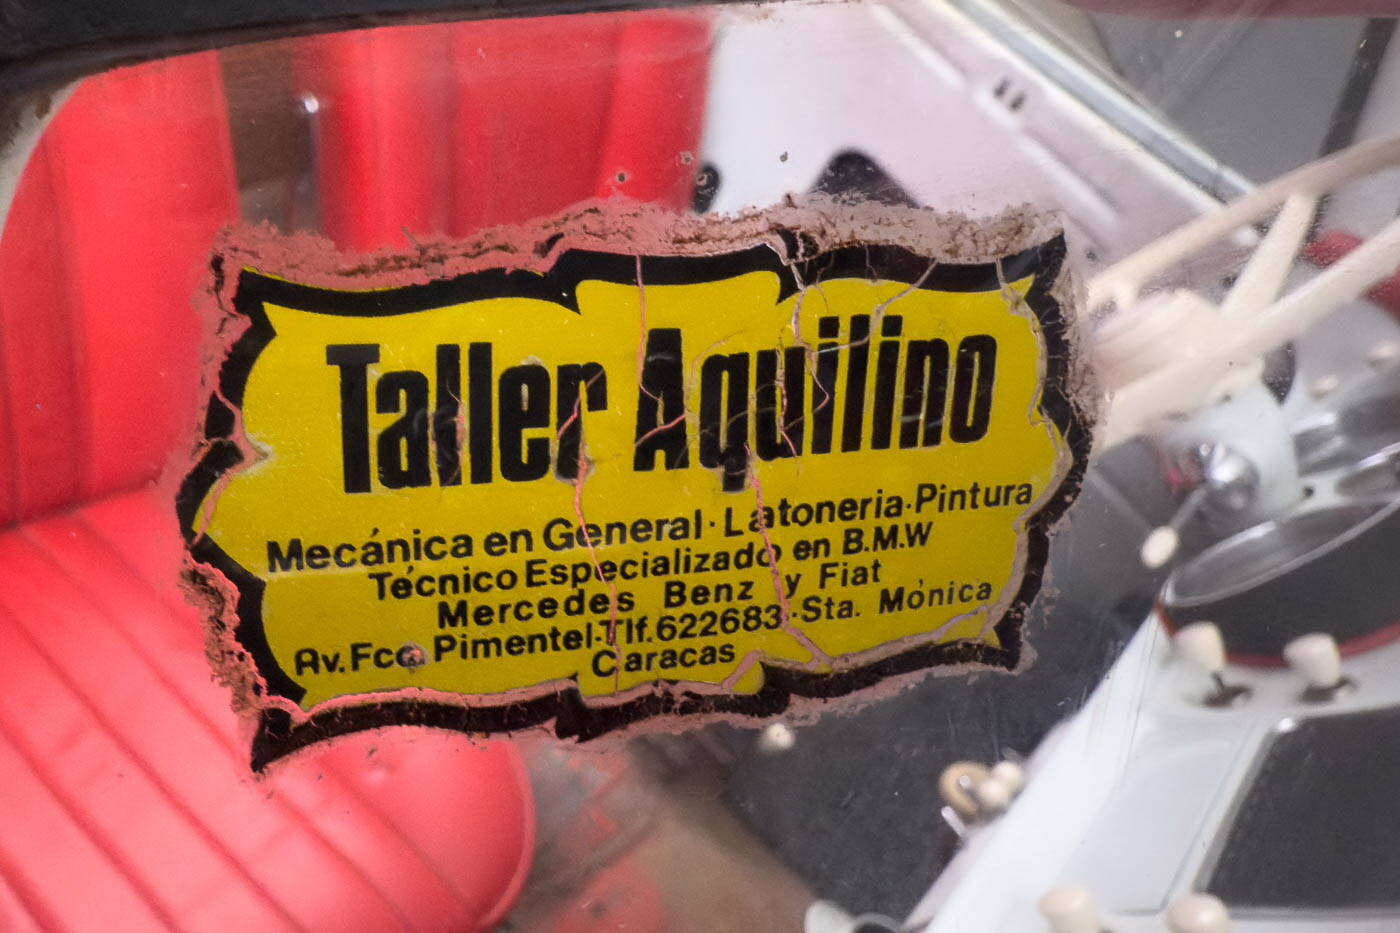 Taller Aquilino
Mecánica en General · Latoneria · Pintura
Técnico Especializado en B.M.W
Mercedes Benz y Fiat
Av. Fco Pimentel · Tlf. 622683 · Sta. Mónica
Caracas